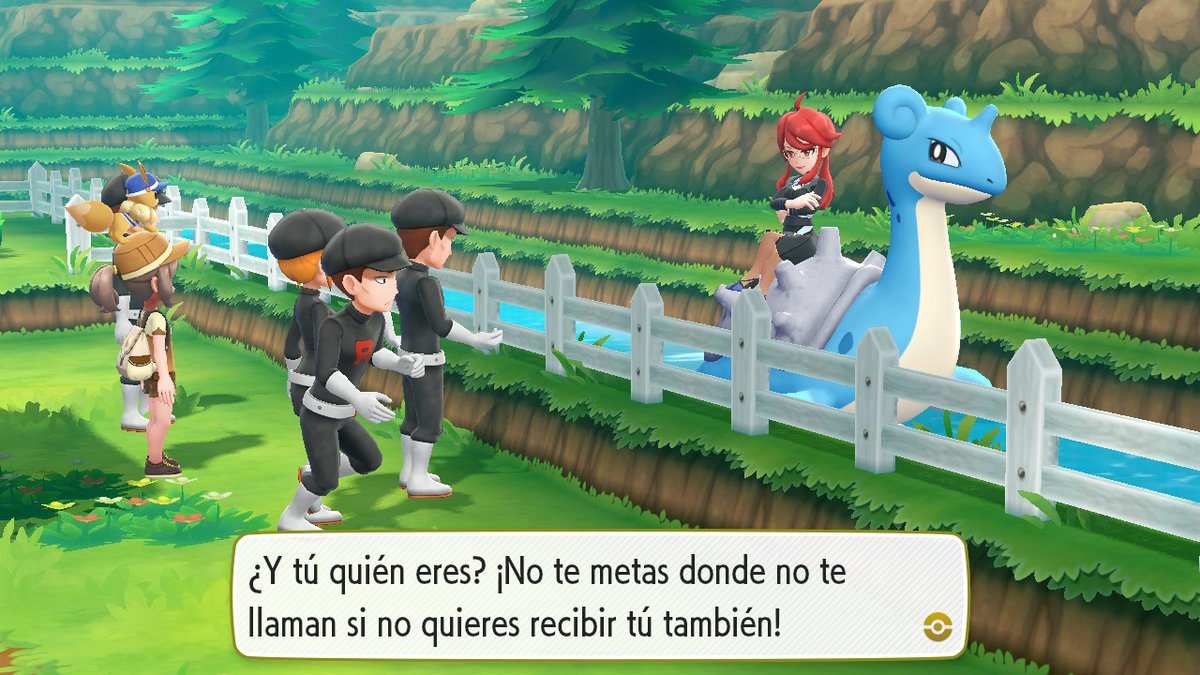 R
¿Y tú quién eres? ¡No te metas donde no te
llaman si no quieres recibir tú también!